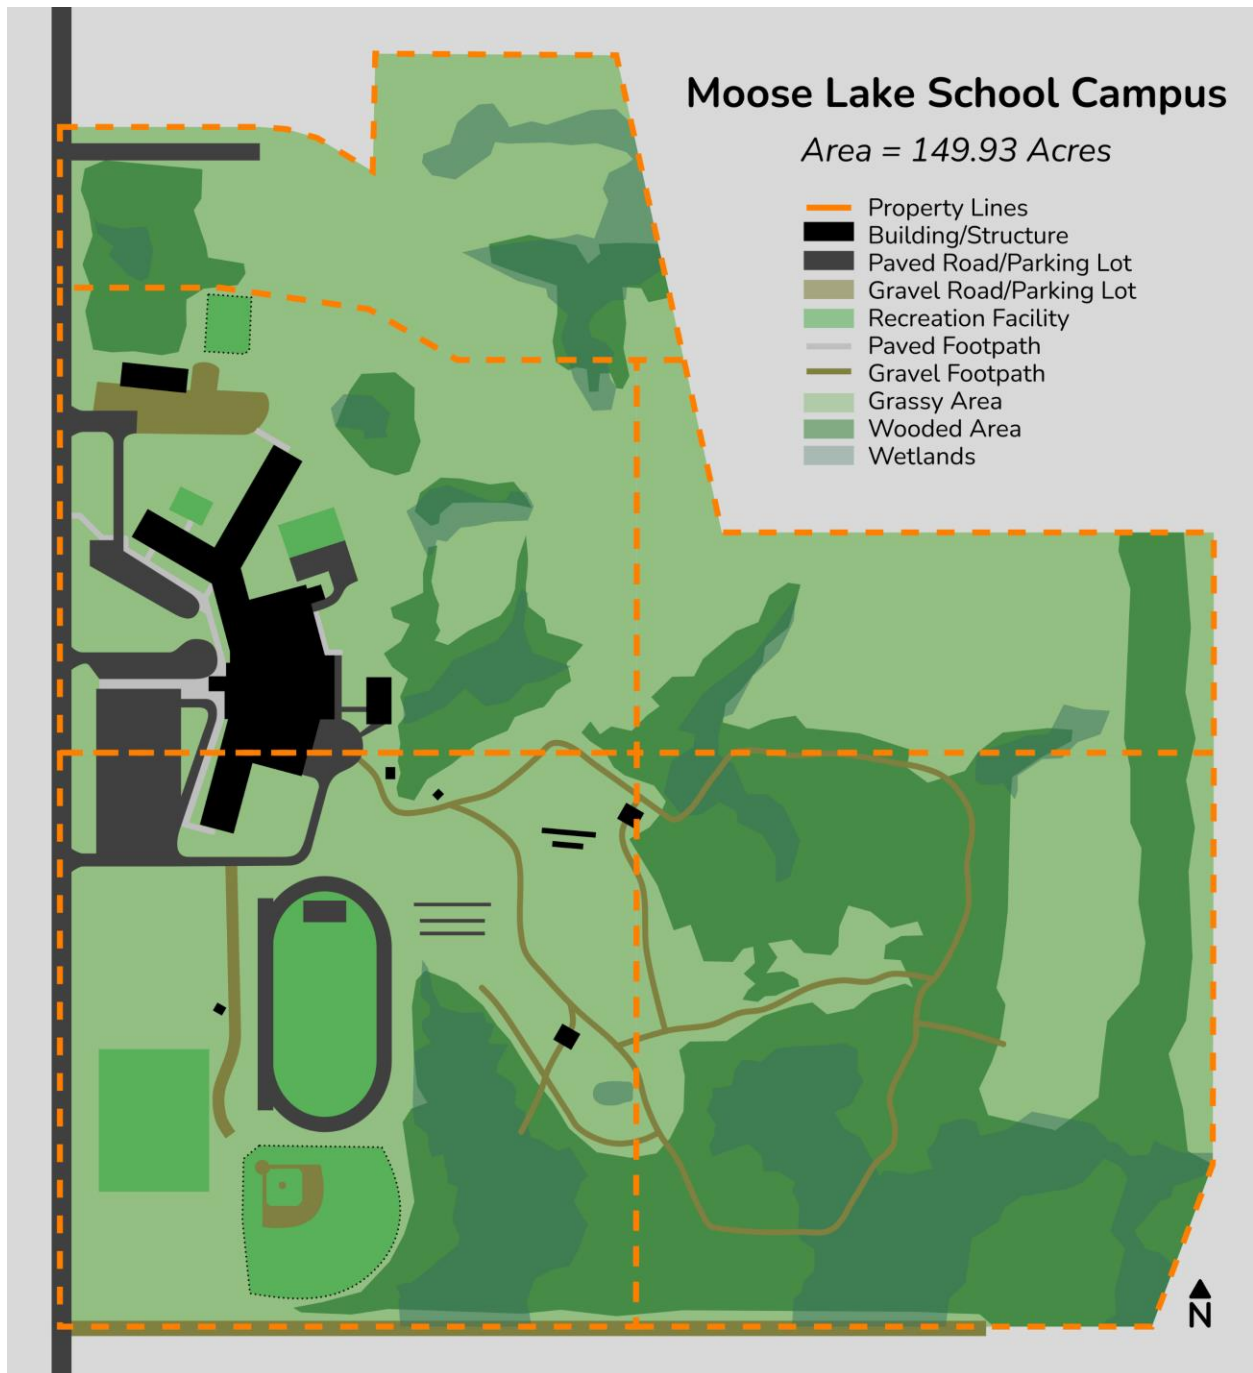 Moose Lake School Campus
Area = 149.93 Acres
Property Lines
Building/Structure
Paved Road/Parking Lot
Gravel Road/Parking Lot
Recreation Facility
Paved Footpath
Gravel Footpath
Grassy Area
Wooded Area
Wetlands
N